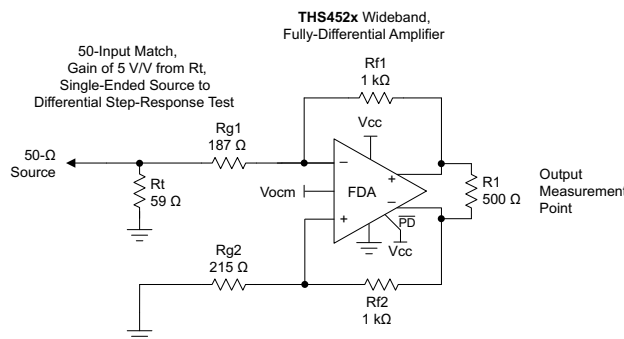 THS452x Wideband,
Fully-Differential Amplifier
50-Input Match,
Gain of 5 V/V from Rt,
Single-Ended Source to
Differential Step-Response Test
Rf1
1 kΩ
Rg1
187 Ω
Vcc
50-Ω
Source
Rt
59 Ω
Vocm
−
+
FDA
+
−
PD
Vcc
R1
500 Ω
Output
Measurement
Point
Rg2
215 Ω
Rf2
1 kΩ